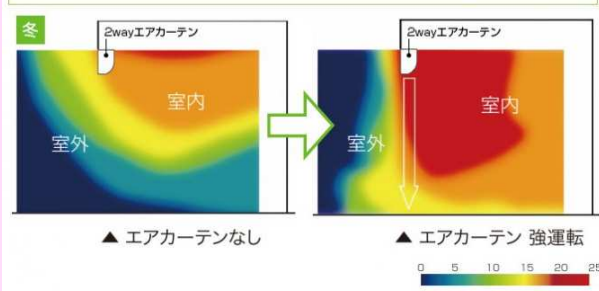 冬
2wayエアカーテン
室内
室外
▲ エアカーテンなし
2wayエアカーテン
室内
室外
▲ エアカーテン 強運転
0 5 10 15 20 25